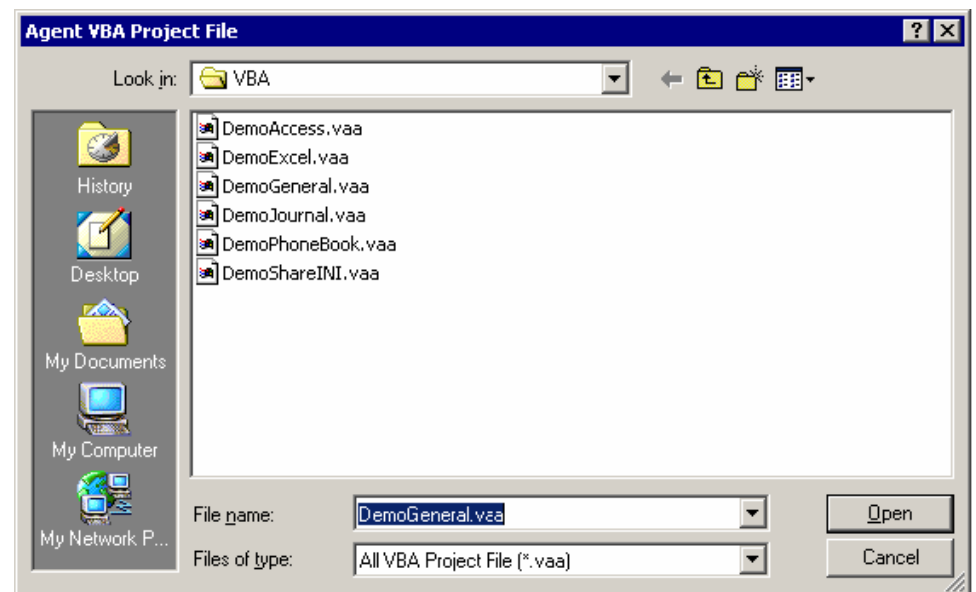 Agent VBA Project File
Look in: VBA
History
Desktop
My Documents
My Computer
My Network P...
DemoAccess.vaa
DemoExcel.vaa
DemoGeneral.vaa
DemoJournal.vaa
DemoPhoneBook.vaa
DemoShareINI.vaa
File name: DemoGeneral.vaa Open
Files of type: All VBA Project File (*.vaa) Cancel